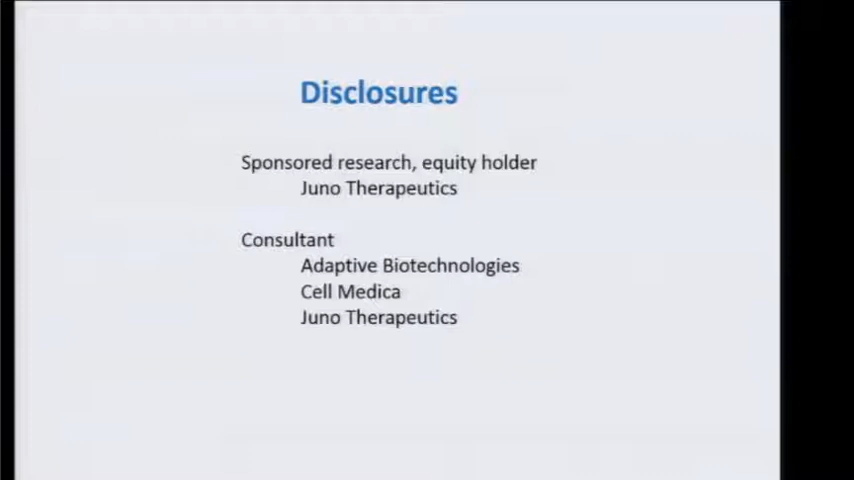 Disclosures
Sponsored research, equity holder
Juno Therapeutics
Consultant
Adaptive Biotechnologies
Cell Medica
Juno Therapeutics